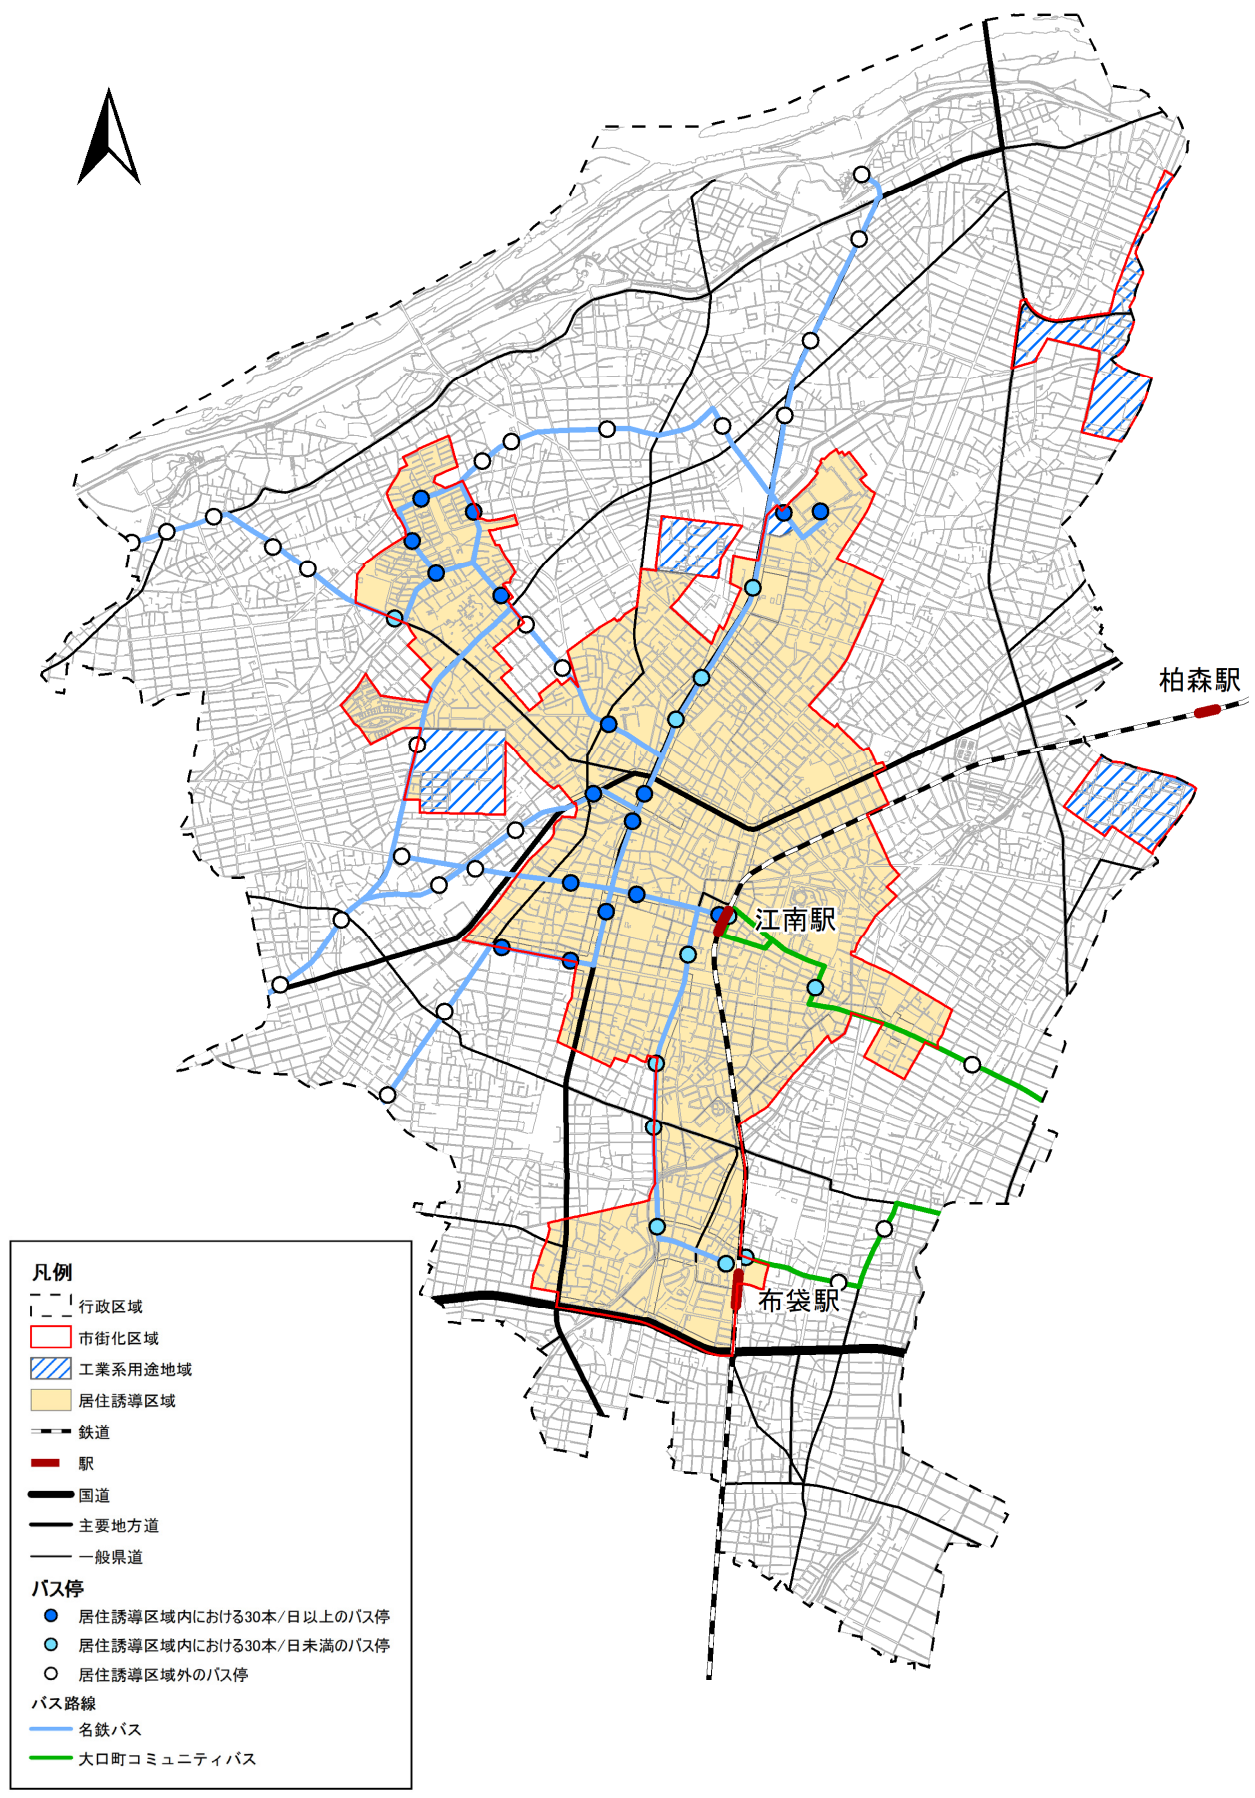 柏森駅
江南駅
布袋駅
凡例
行政区域
市街化区域
工業系用途地域
居住誘導区域
鉄道
駅
国道
主要地方道
一般県道
バス停
居住誘導区域内における30本/日以上のバス停
居住誘導区域内における30本/日未満のバス停
居住誘導区域外のバス停
バス路線
名鉄バス
大口町コミュニティバス